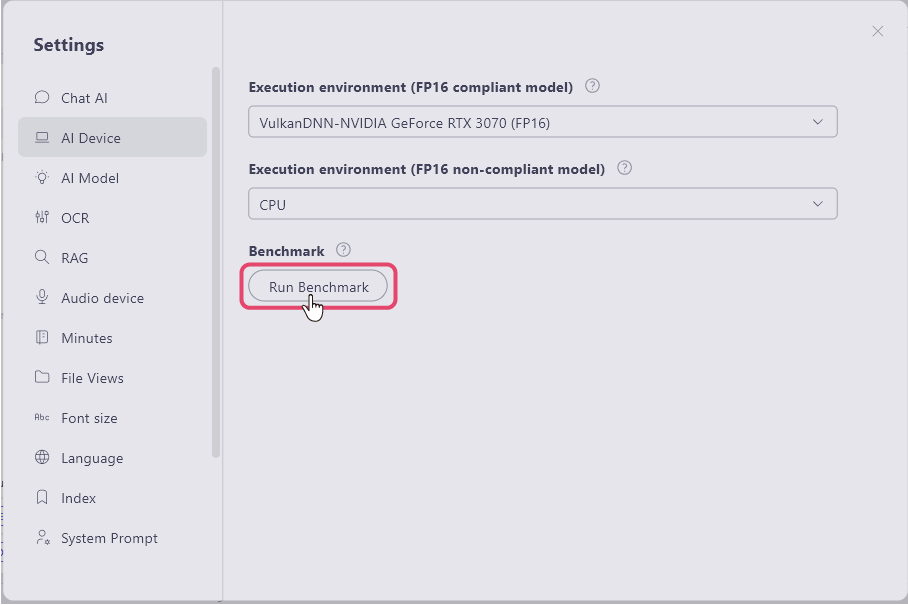 Settings
Chat AI
AI Device
AI Model
OCR
RAG
Audio device
Minutes
File Views
Abc Font size
Language
Index
System Prompt
Execution environment (FP16 compliant model) ?
VulkanDNN-NVIDIA GeForce RTX 3070 (FP16)
Execution environment (FP16 non-compliant model) ?
CPU
Benchmark ?
Run Benchmark